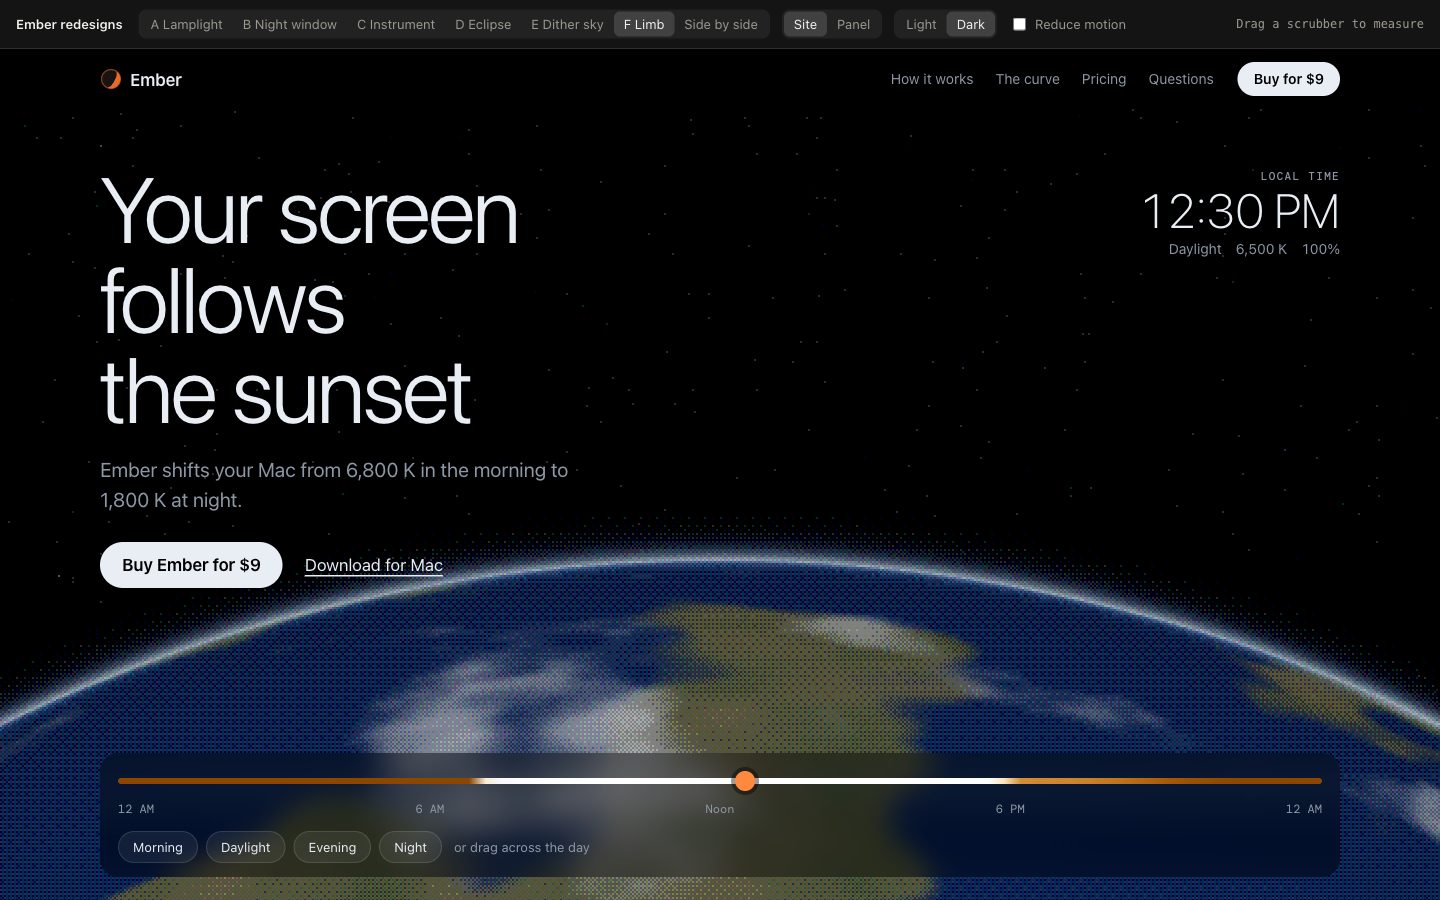 Ember redesigns A Lamplight B Night window C Instrument D Eclipse E Dither sky F Limb Side by side Site Panel Light Dark Reduce motion Drag a scrubber to measure
Ember How it works The curve Pricing Questions Buy for $9
Your screen
follows
the sunset
LOCAL TIME
12:30 PM
Daylight 6,500 K 100%
Ember shifts your Mac from 6,800 K in the morning to
1,800 K at night.
Buy Ember for $9 Download for Mac
12 AM 6 AM Noon 6 PM 12 AM
Morning Daylight Evening Night or drag across the day